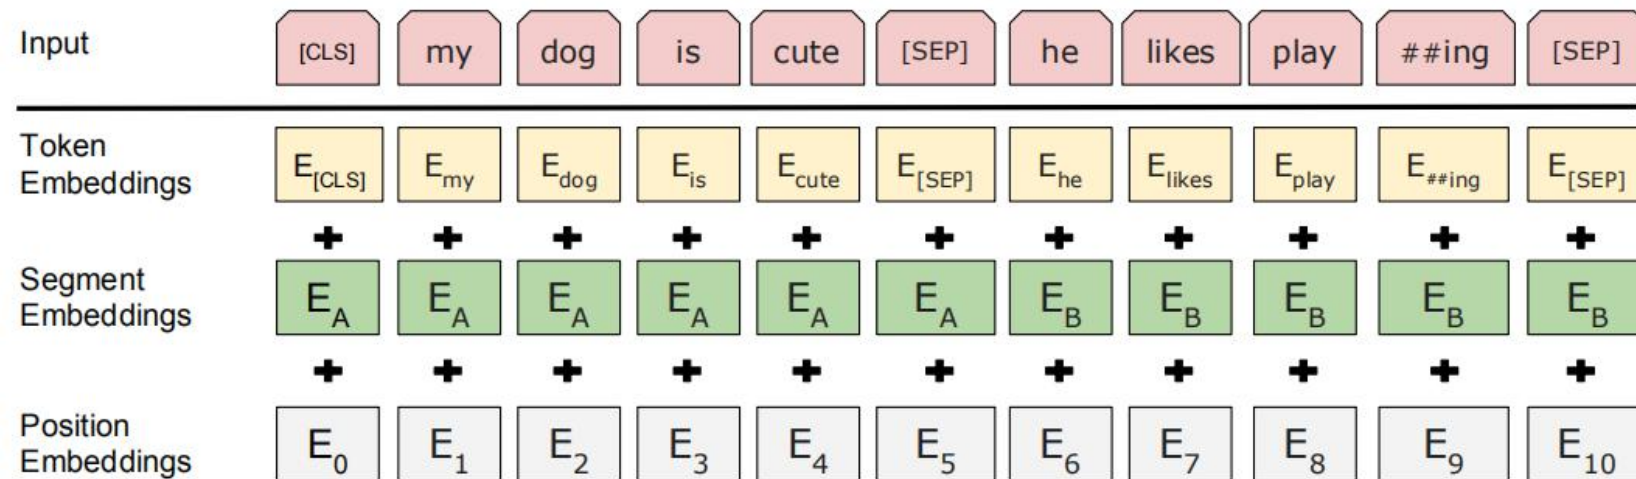 Input [CLS] my dog is cute [SEP] he likes play ##ing [SEP]
Token
Embeddings E[CLS] Emy Edog Eis Ecute E[SEP] Ehe Elikes Eplay E##ing E[SEP]
+ + + + + + + + + + +
Segment
Embeddings EA EA EA EA EA EA EB EB EB EB EB
+ + + + + + + + + + +
Position
Embeddings E0 E1 E2 E3 E4 E5 E6 E7 E8 E9 E10